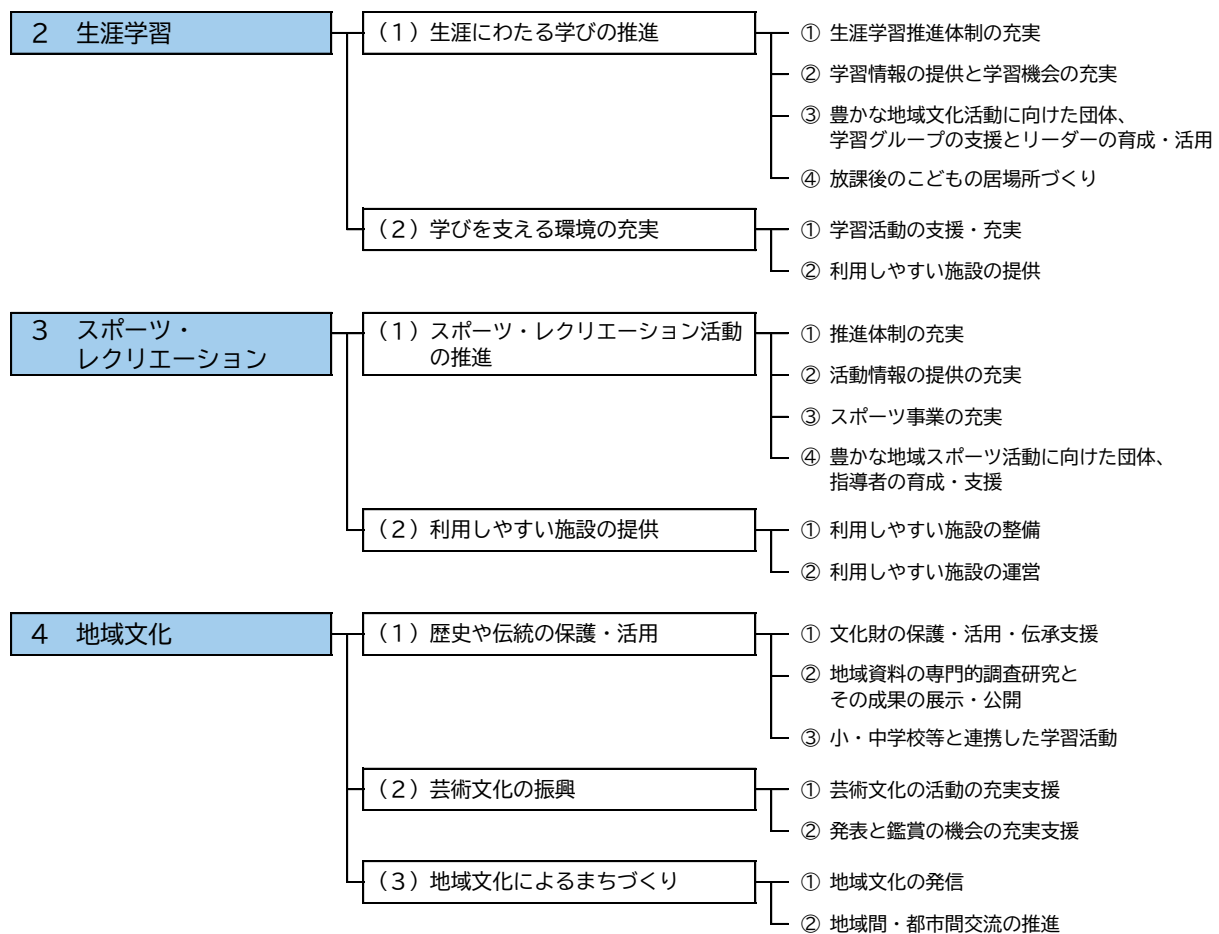 2　生涯学習
（1）生涯にわたる学びの推進
① 生涯学習推進体制の充実
② 学習情報の提供と学習機会の充実
③ 豊かな地域文化活動に向けた団体、
学習グループの支援とリーダーの育成・活用
④ 放課後のこどもの居場所づくり
（2）学びを支える環境の充実
① 学習活動の支援・充実
② 利用しやすい施設の提供
3　スポーツ・
レクリエーション
（1）スポーツ・レクリエーション活動
の推進
① 推進体制の充実
② 活動情報の提供の充実
③ スポーツ事業の充実
④ 豊かな地域スポーツ活動に向けた団体、
指導者の育成・支援
（2）利用しやすい施設の提供
① 利用しやすい施設の整備
② 利用しやすい施設の運営
4　地域文化
（1）歴史や伝統の保護・活用
① 文化財の保護・活用・伝承支援
② 地域資料の専門的調査研究と
その成果の展示・公開
③ 小・中学校等と連携した学習活動
（2）芸術文化の振興
① 芸術文化の活動の充実支援
② 発表と鑑賞の機会の充実支援
（3）地域文化によるまちづくり
① 地域文化の発信
② 地域間・都市間交流の推進